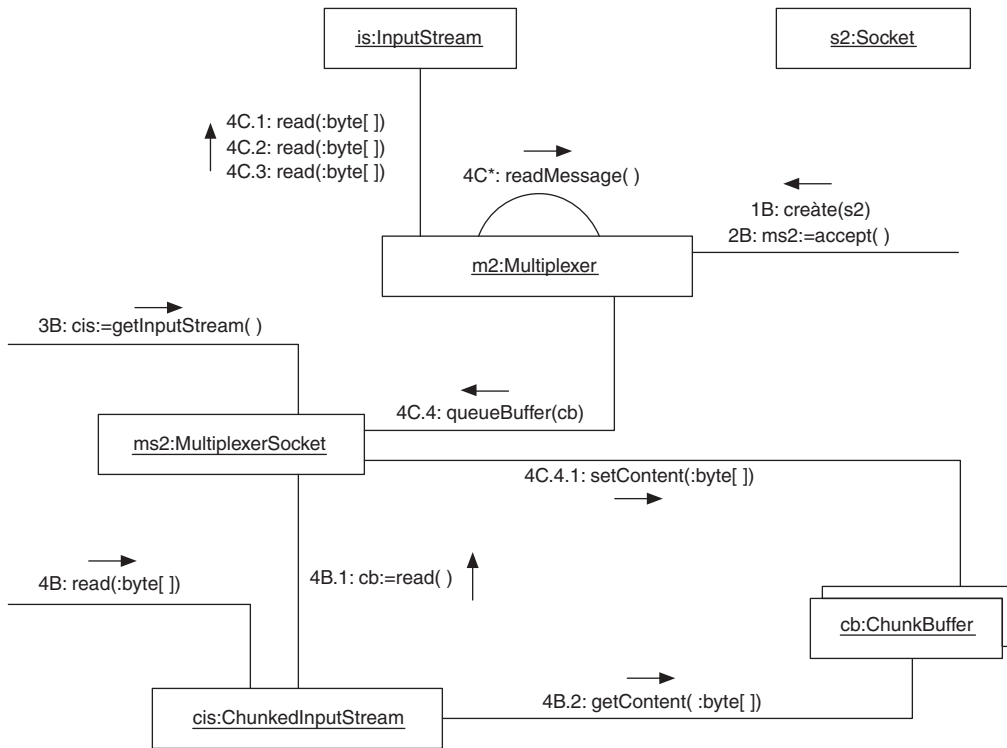 is:InputStream
s2:Socket
4C.1: read(:byte[ ])
4C.2: read(:byte[ ])
4C.3: read(:byte[ ])
4C*: readMessage( )
1B: creàte(s2)
2B: ms2:=accept( )
m2:Multiplexer
3B: cis:=getInputStream( )
4C.4: queueBuffer(cb)
ms2:MultiplexerSocket
4C.4.1: setContent(:byte[ ])
4B: read(:byte[ ])
4B.1: cb:=read( )
cb:ChunkBuffer
cis:ChunkedInputStream
4B.2: getContent( :byte[ ])